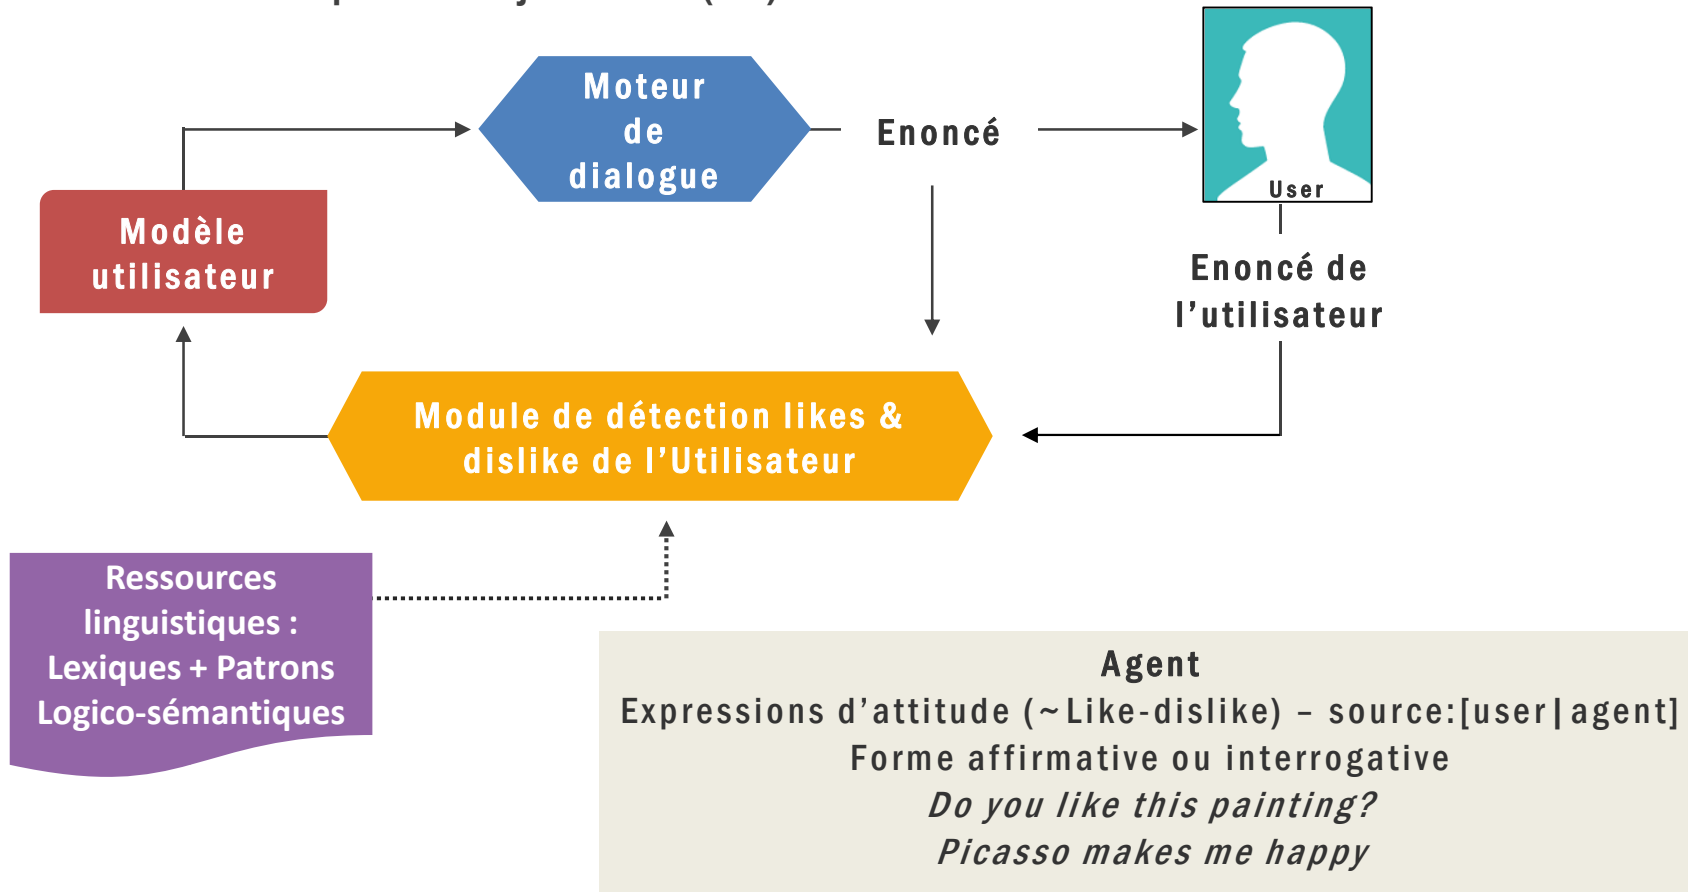 Moteur
de
dialogue
Enoncé
User
Modèle
utilisateur
Enoncé de
l’utilisateur
Module de détection likes &
dislike de l’Utilisateur
Ressources
linguistiques :
Lexiques + Patrons
Logico-sémantiques
Agent
Expressions d’attitude (~Like-dislike) – source:[user|agent]
Forme affirmative ou interrogative
Do you like this painting?
Picasso makes me happy